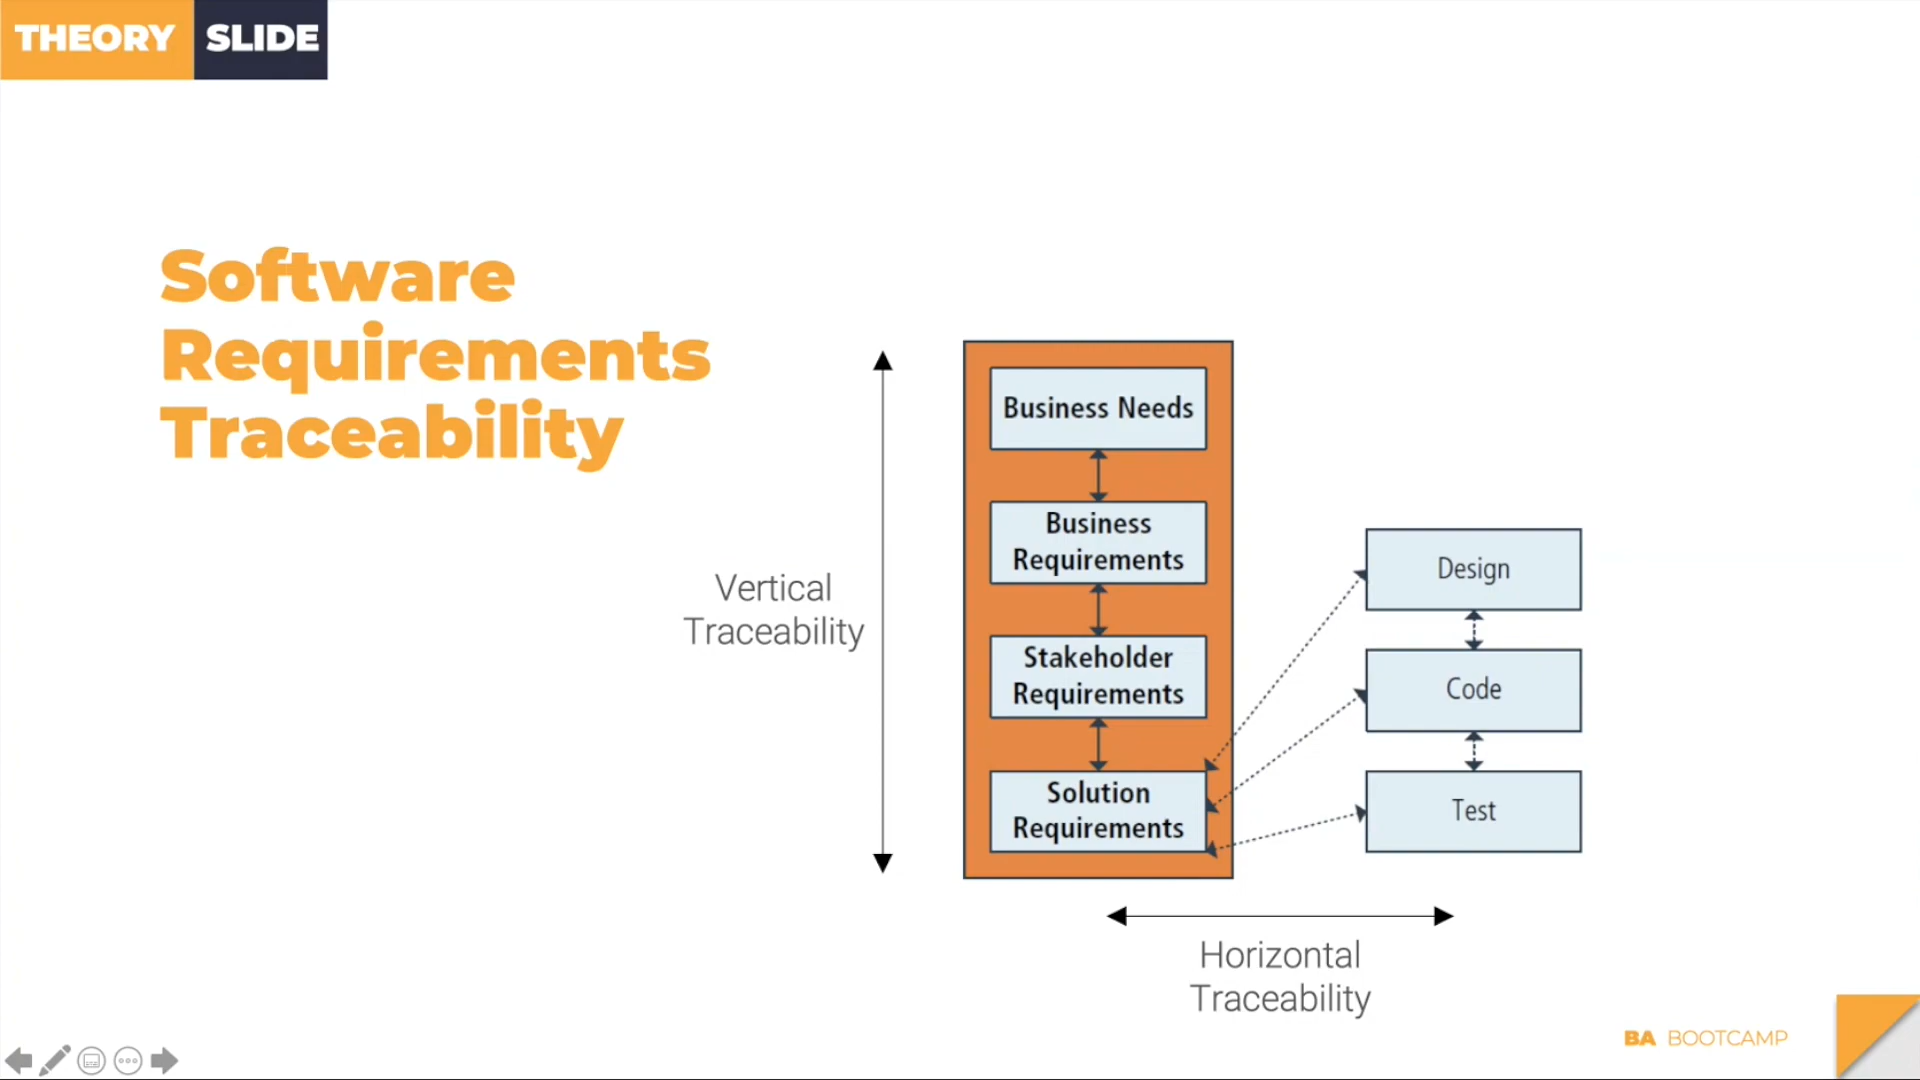 THEORY SLIDE
Software
Requirements
Traceability
Vertical
Traceability
Business Needs
Business
Requirements
Stakeholder
Requirements
Solution
Requirements
Design
Code
Test
Horizontal
Traceability
BA BOOTCAMP